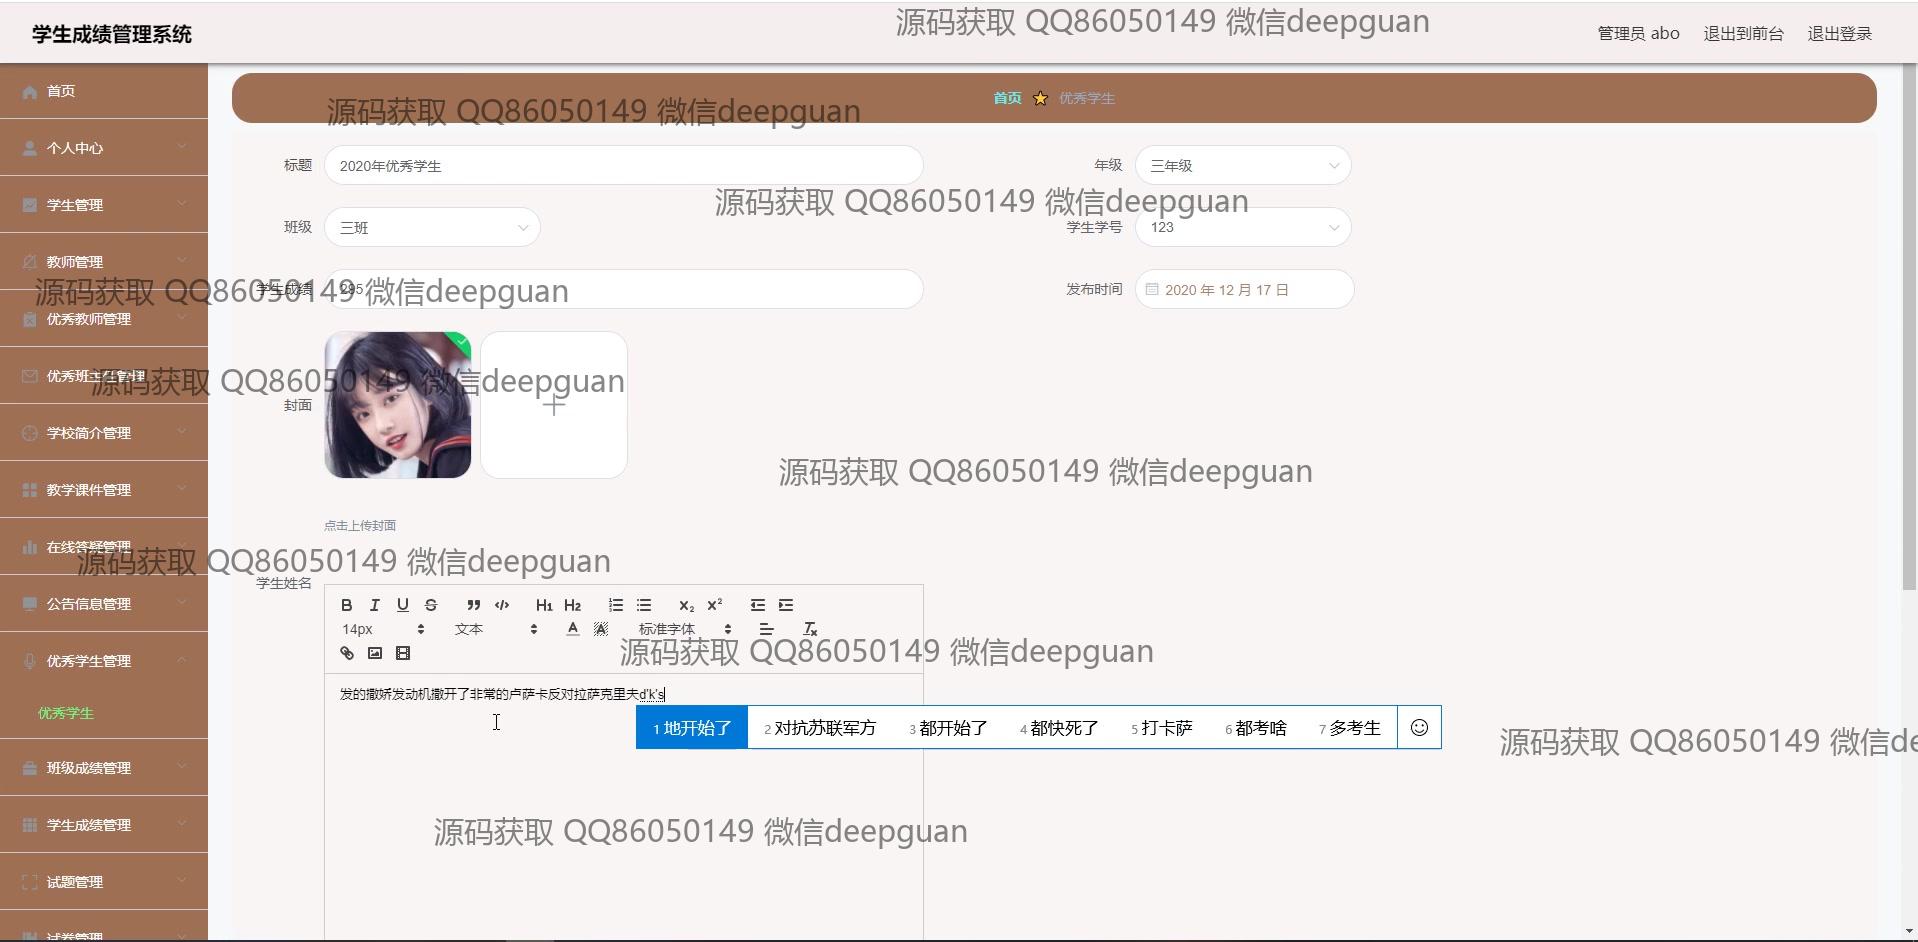 学生成绩管理系统
源码获取 QQ86050149 微信deepguan
管理员 abo
退出到前台
退出登录
首页
个人中心
学生管理
教师管理
优秀教师管理
优秀班主任管理
学校简介管理
教学课件管理
在线答疑管理
公告信息管理
优秀学生管理
优秀学生
班级成绩管理
学生成绩管理
试题管理
试卷管理
首页 优秀学生
源码获取 QQ86050149 微信deepguan
标题 2020年优秀学生
年级 三年级
源码获取 QQ86050149 微信deepguan
班级 三班
学生学号 123
学生成绩 285
发布时间 2020 年 12 月 17 日
源码获取 QQ86050149 微信deepguan
源码获取 QQ86050149 微信deepguan
封面
源码获取 QQ86050149 微信deepguan
点击上传封面
源码获取 QQ86050149 微信deepguan
学生姓名
B I U S H1 H2 x₂ x²
14px 文本 A A 标准字体 Tx
源码获取 QQ86050149 微信deepguan
发的撒娇发动机撒开了非常的卢萨卡反对拉萨克里夫d'k's
1 地开始了 2 对抗苏联军方 3 都开始了 4 都快死了 5 打卡萨 6 都考啥 7 多考生
源码获取 QQ86050149 微信de
源码获取 QQ86050149 微信deepguan